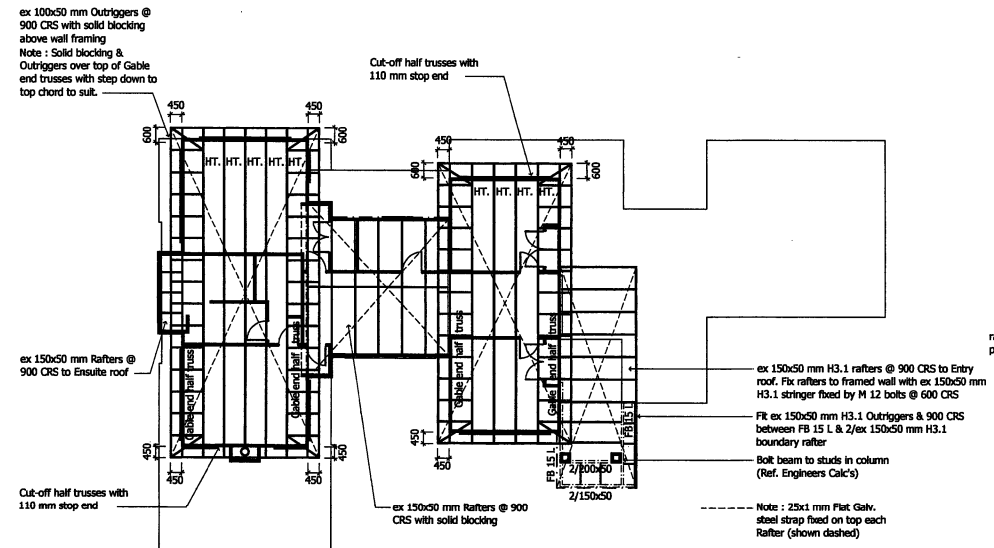 ex 100x50 mm Outriggers @
900 CRS with solid blocking
above wall framing
Note : Solid blocking &
Outriggers over top of Gable
end trusses with step down to
top chord to suit.
Cut-off half trusses with
110 mm stop end
450
450
600
600
HT. HT. HT. HT. HT.
450
450
600
600
HT. HT. HT. HT.
ex 150x50 Rafters @
900 CRS to Ensuite roof
Gable end half truss
Gable end half truss
Gable end half truss
Gable end half truss
ex 150x50 mm H3.1 rafters @ 900 CRS to Entry
roof. Fix rafters to framed wall with ex 150x50 mm
H3.1 stringer fixed by M 12 bolts @ 600 CRS
Fit ex 150x50 mm H3.1 Outriggers & 900 CRS
between FB 15 L & 2/ex 150x50 mm H3.1
boundary rafter
FB 15 L
FB 15 L
2/200x50
2/150x50
Bolt beam to studs in column
(Ref. Engineers Calc's)
450
450
450
Cut-off half trusses with
110 mm stop end
ex 150x50 mm Rafters @ 900
CRS with solid blocking
Note : 25x1 mm Flat Galv.
steel strap fixed on top each
Rafter (shown dashed)